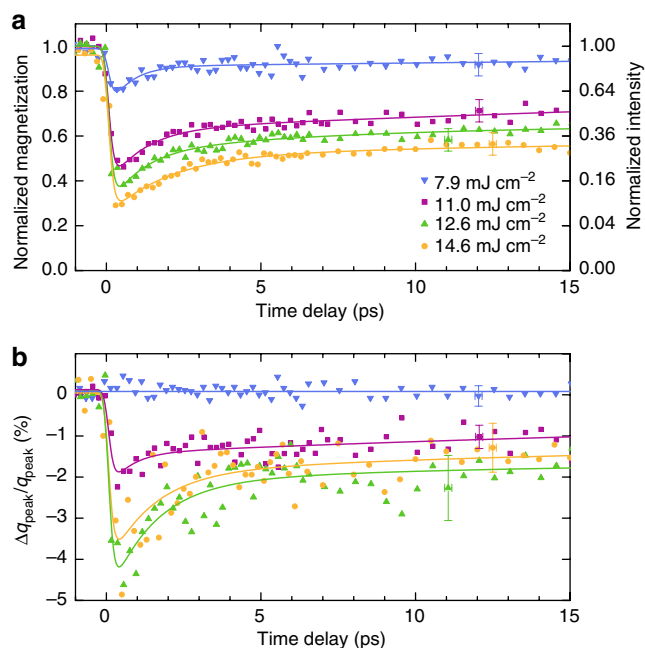 a
Normalized magnetization
1.0
0.8
0.6
0.4
0.2
0.0
Normalized intensity
1.00
0.64
0.36
0.16
0.04
0.00
7.9 mJ cm⁻²
11.0 mJ cm⁻²
12.6 mJ cm⁻²
14.6 mJ cm⁻²
0 5 10 15
Time delay (ps)
b
Δq_peak/q_peak (%)
0
−1
−2
−3
−4
−5
0 5 10 15
Time delay (ps)